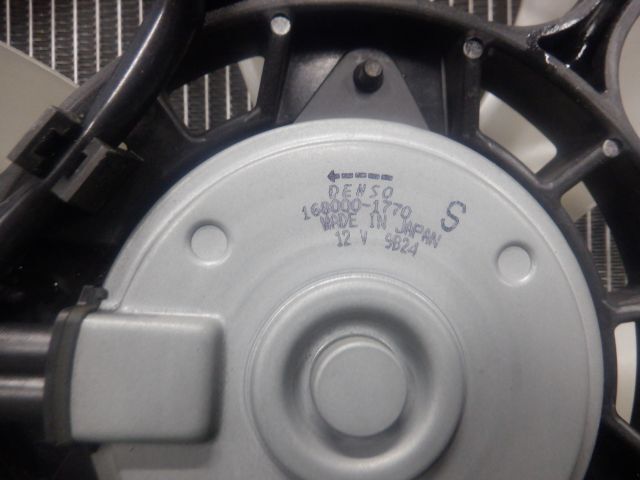 DENSO
168000-1770
MADE IN JAPAN
12 V 9B24
S